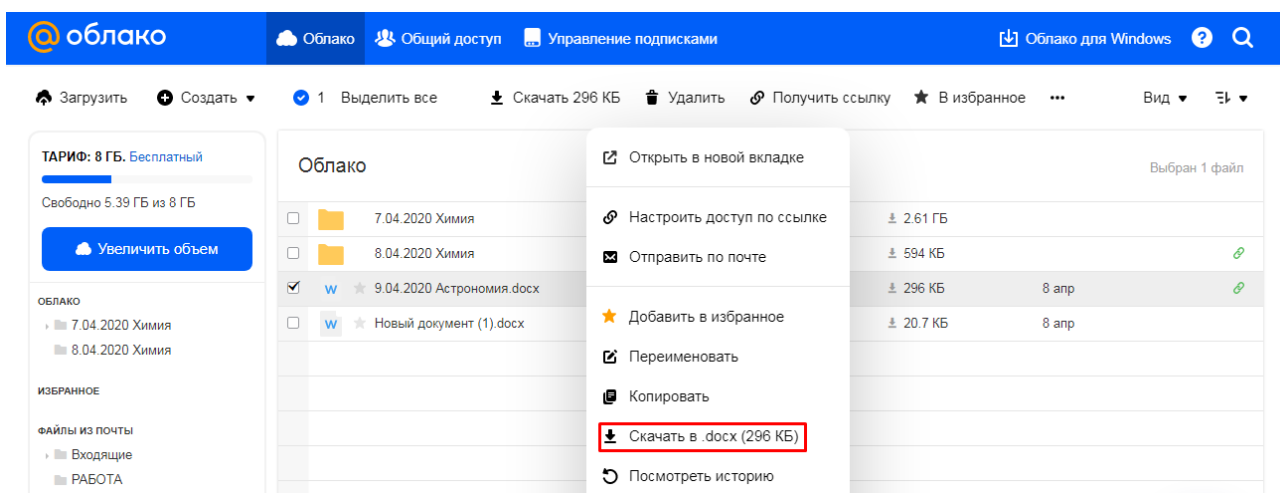 облако Облако Общий доступ Управление подписками Облако для Windows ?
Загрузить Создать 1 Выделить все Скачать 296 КБ Удалить Получить ссылку В избранное ... Вид
ТАРИФ: 8 ГБ. Бесплатный
Свободно 5.39 ГБ из 8 ГБ
Увеличить объем
ОБЛАКО
7.04.2020 Химия
8.04.2020 Химия
ИЗБРАННОЕ
ФАЙЛЫ ИЗ ПОЧТЫ
Входящие
РАБОТА
Облако Выбран 1 файл
7.04.2020 Химия 2.61 ГБ
8.04.2020 Химия 594 КБ
W 9.04.2020 Астрономия.docx 296 КБ 8 апр
W Новый документ (1).docx 20.7 КБ 8 апр
Открыть в новой вкладке
Настроить доступ по ссылке
Отправить по почте
Добавить в избранное
Переименовать
Копировать
Скачать в .docx (296 КБ)
Посмотреть историю